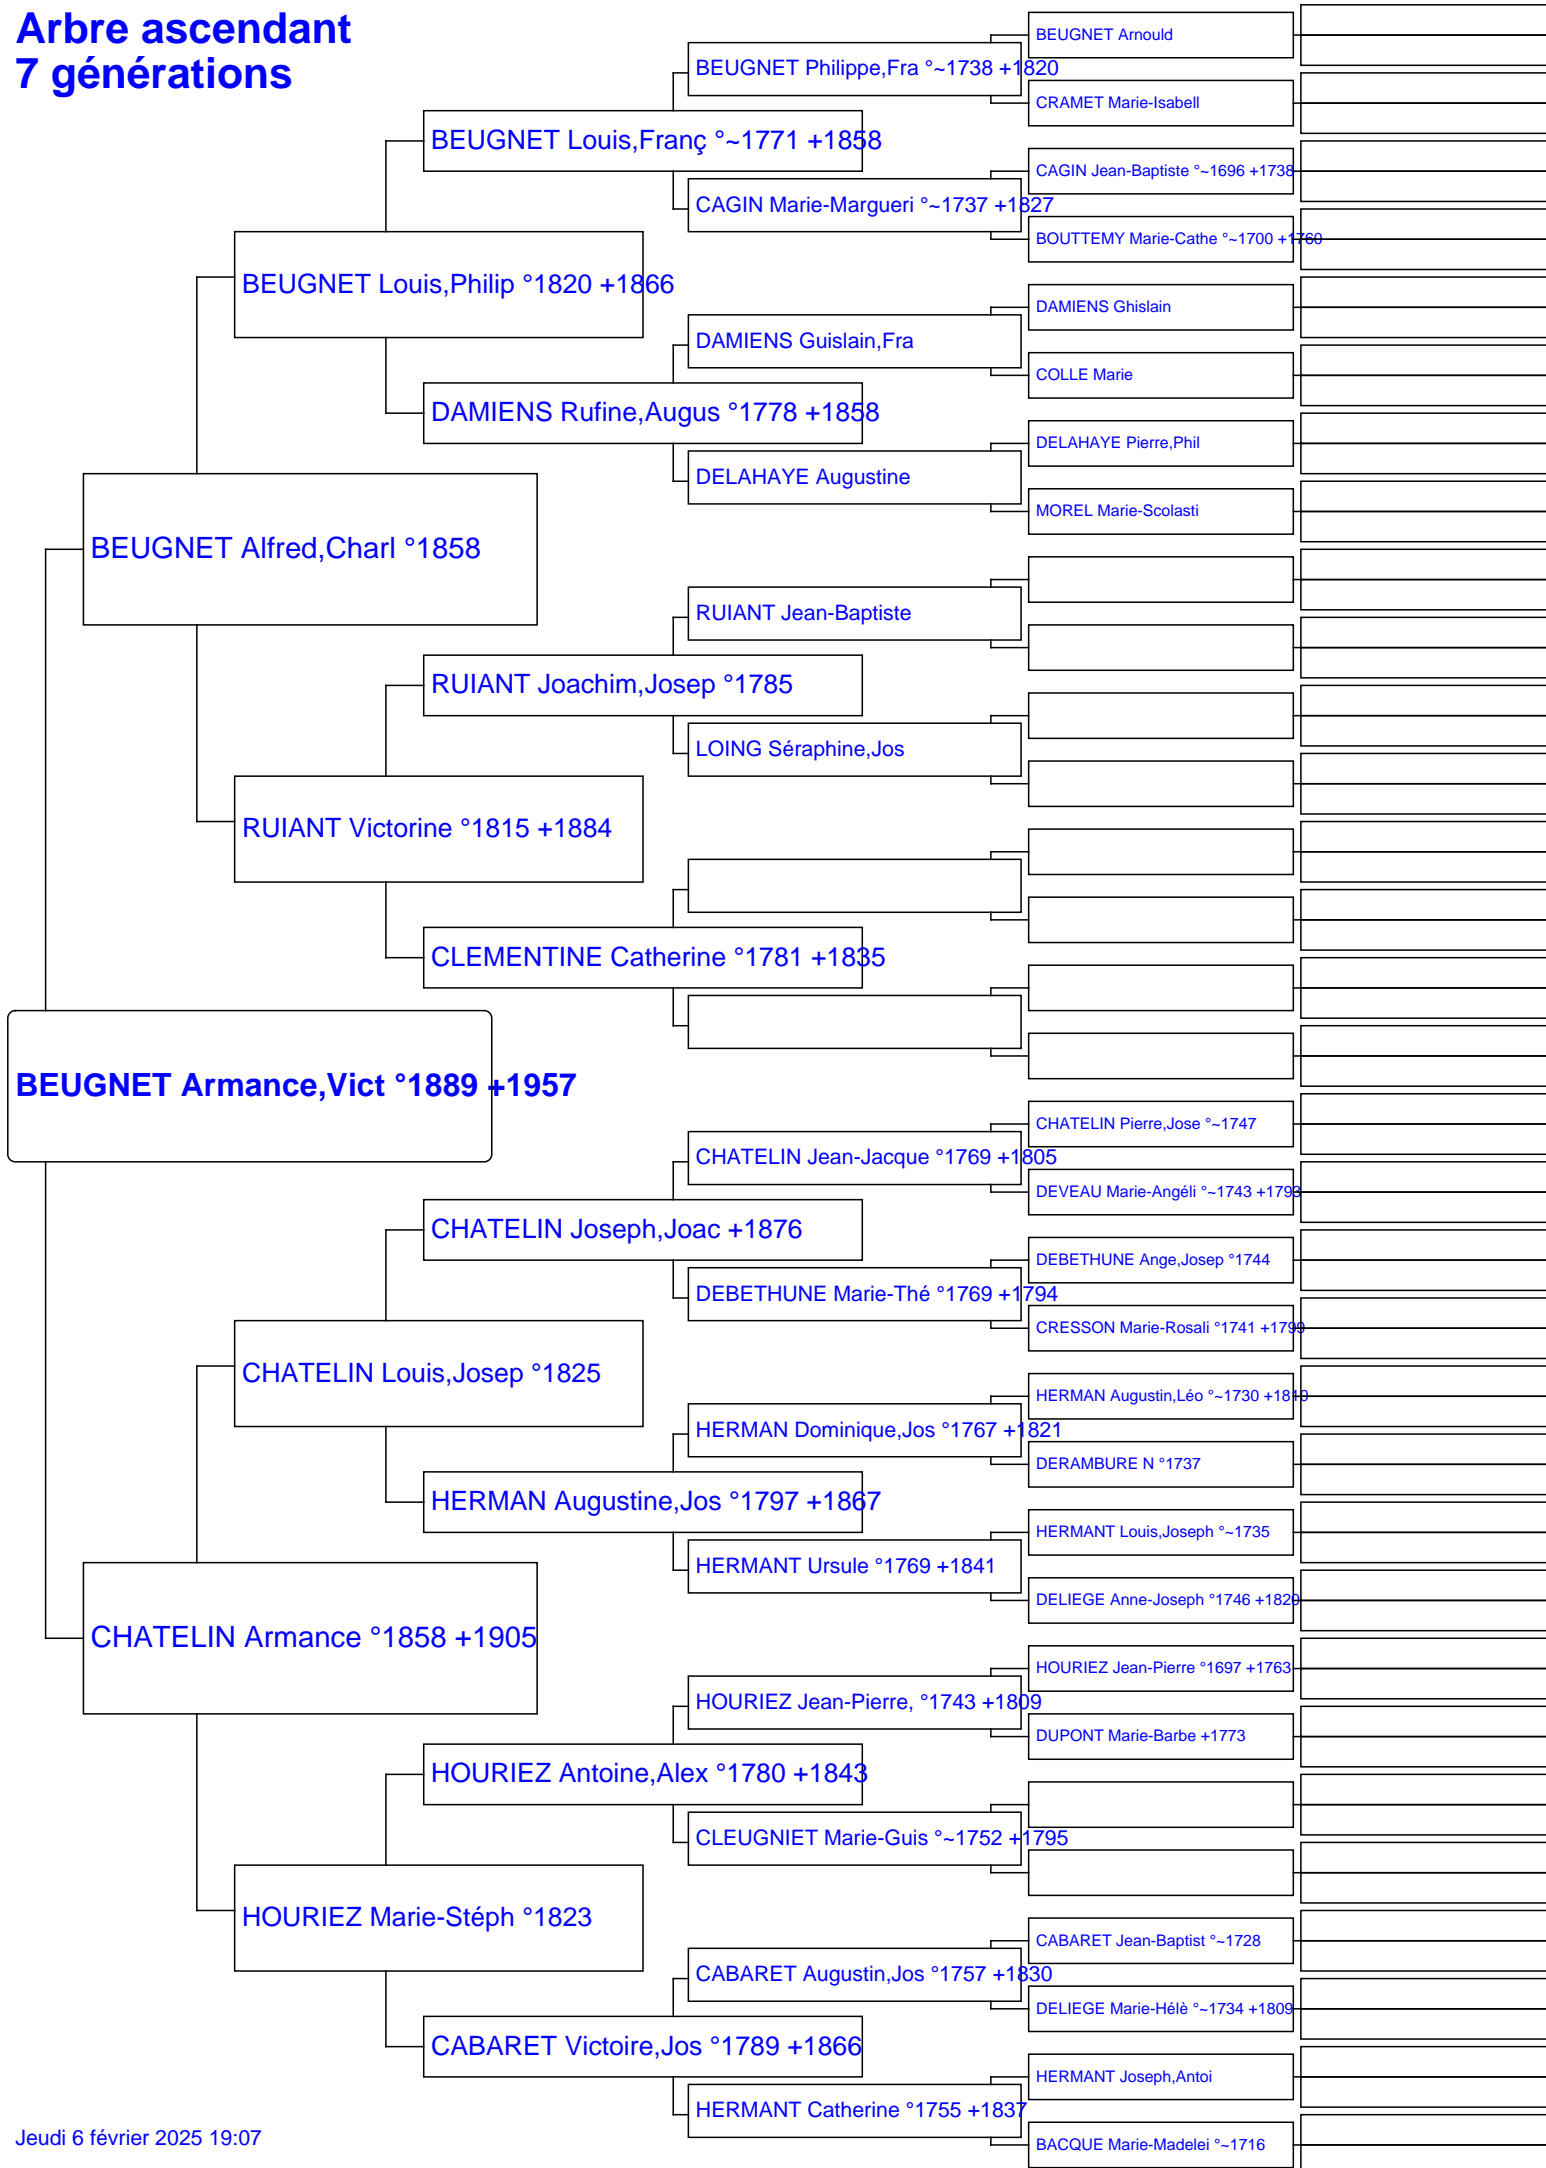 Arbre ascendant
7 générations
BEUGNET Arnould
BEUGNET Philippe,Fra °~1738 +1820
CRAMET Marie-Isabell
BEUGNET Louis,Franç °~1771 +1858
CAGIN Jean-Baptiste °~1696 +1738
CAGIN Marie-Margueri °~1737 +1827
BOUTTEMY Marie-Cathe °~1700 +1760
BEUGNET Louis,Philip °1820 +1866
DAMIENS Ghislain
DAMIENS Guislain,Fra
COLLE Marie
DAMIENS Rufine,Augus °1778 +1858
DELAHAYE Pierre,Phil
DELAHAYE Augustine
MOREL Marie-Scolasti
BEUGNET Alfred,Charl °1858
RUIANT Jean-Baptiste
RUIANT Joachim,Josep °1785
LOING Séraphine,Jos
RUIANT Victorine °1815 +1884
CLEMENTINE Catherine °1781 +1835
BEUGNET Armance,Vict °1889 +1957
CHATELIN Pierre,Jose °~1747
CHATELIN Jean-Jacque °1769 +1805
DEVEAU Marie-Angéli °~1743 +1793
CHATELIN Joseph,Joac +1876
DEBETHUNE Ange,Josep °1744
DEBETHUNE Marie-Thé °1769 +1794
CRESSON Marie-Rosali °1741 +1799
CHATELIN Louis,Josep °1825
HERMAN Augustin,Léo °~1730 +1810
HERMAN Dominique,Jos °1767 +1821
DERAMBURE N °1737
HERMAN Augustine,Jos °1797 +1867
HERMANT Louis,Joseph °~1735
HERMANT Ursule °1769 +1841
DELIEGE Anne-Joseph °1746 +1820
CHATELIN Armance °1858 +1905
HOURIEZ Jean-Pierre °1697 +1763
HOURIEZ Jean-Pierre, °1743 +1809
DUPONT Marie-Barbe +1773
HOURIEZ Antoine,Alex °1780 +1843
CLEUGNIET Marie-Guis °~1752 +1795
HOURIEZ Marie-Stéph °1823
CABARET Jean-Baptist °~1728
CABARET Augustin,Jos °1757 +1830
DELIEGE Marie-Hélè °~1734 +1809
CABARET Victoire,Jos °1789 +1866
HERMANT Joseph,Antoi
HERMANT Catherine °1755 +1837
BACQUE Marie-Madelei °~1716
Jeudi 6 février 2025 19:07